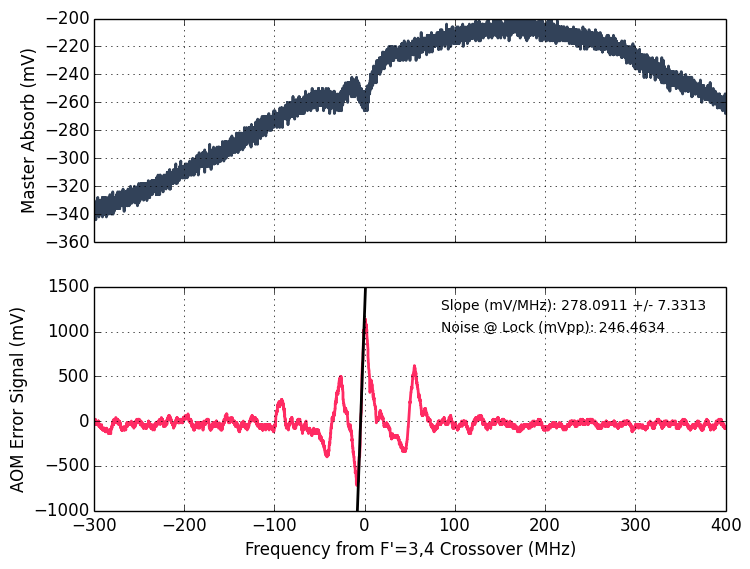 −200
−220
−240
−260
−280
−300
−320
−340
−360
Master Absorb (mV)
1500
1000
500
0
−500
−1000
AOM Error Signal (mV)
Slope (mV/MHz): 278.0911 +/- 7.3313
Noise @ Lock (mVpp): 246.4634
−300 −200 −100 0 100 200 300 400
Frequency from F'=3,4 Crossover (MHz)